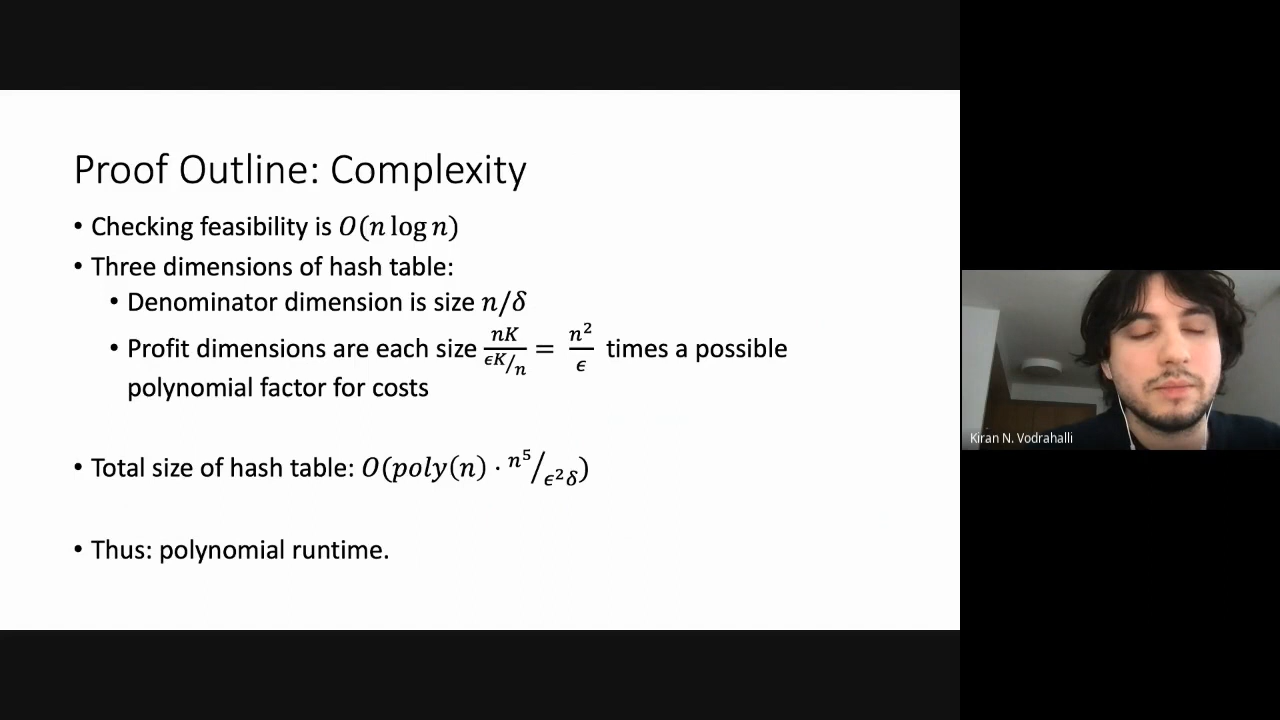 Proof Outline: Complexity
• Checking feasibility is O(n log n)
• Three dimensions of hash table:
• Denominator dimension is size n/δ
• Profit dimensions are each size nK/(ϵK/n) = n²/ϵ times a possible
polynomial factor for costs
• Total size of hash table: O(poly(n) · n⁵/ϵ²δ)
• Thus: polynomial runtime.
Kiran N. Vodrahalli